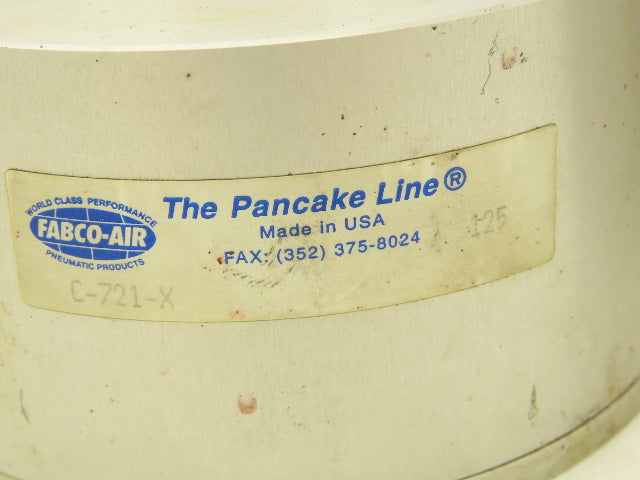 WORLD CLASS PERFORMANCE
FABCO-AIR
PNEUMATIC PRODUCTS
The Pancake Line®
Made in USA
FAX: (352) 375-8024
125
C-721-X